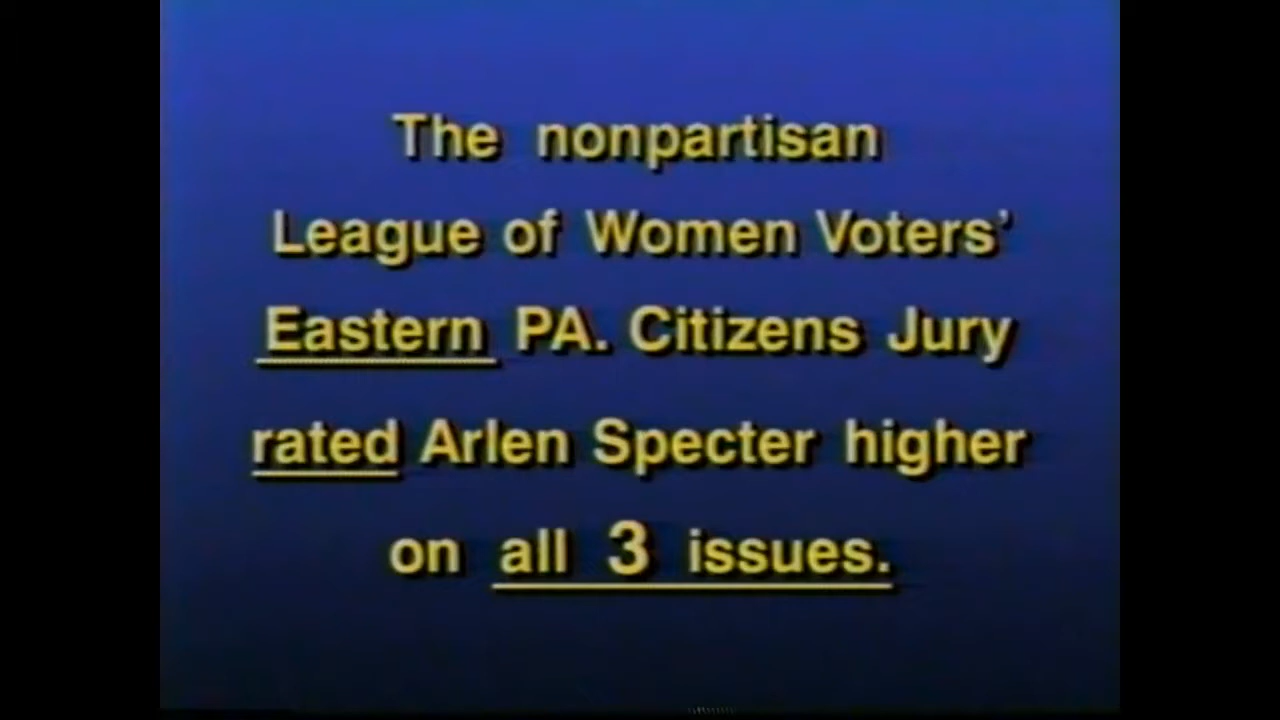 The nonpartisan
League of Women Voters’
Eastern PA. Citizens Jury
rated Arlen Specter higher
on all 3 issues.